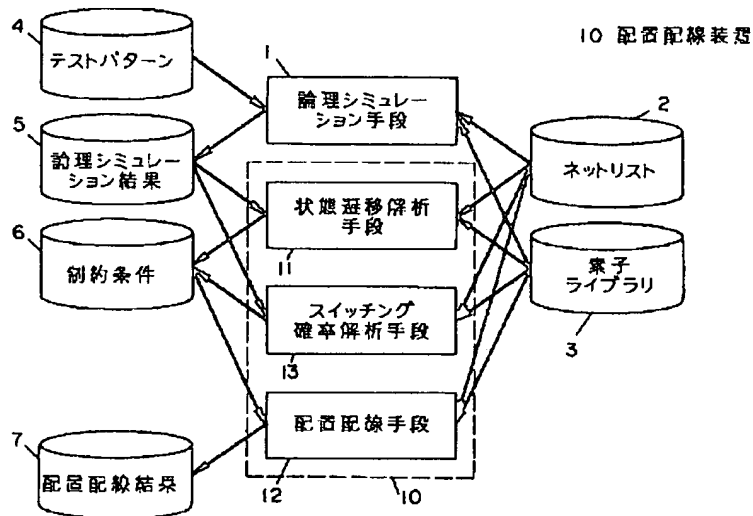 10 配置配線装置
4
テストパターン
1
論理シミュレー
ション手段
5
論理シミュレー
ション結果
2
ネットリスト
6
制約条件
状態遷移解析
手段
11
素子
ライブラリ
3
スイッチング
確率解析手段
13
7
配置配線結果
配置配線手段
12
10